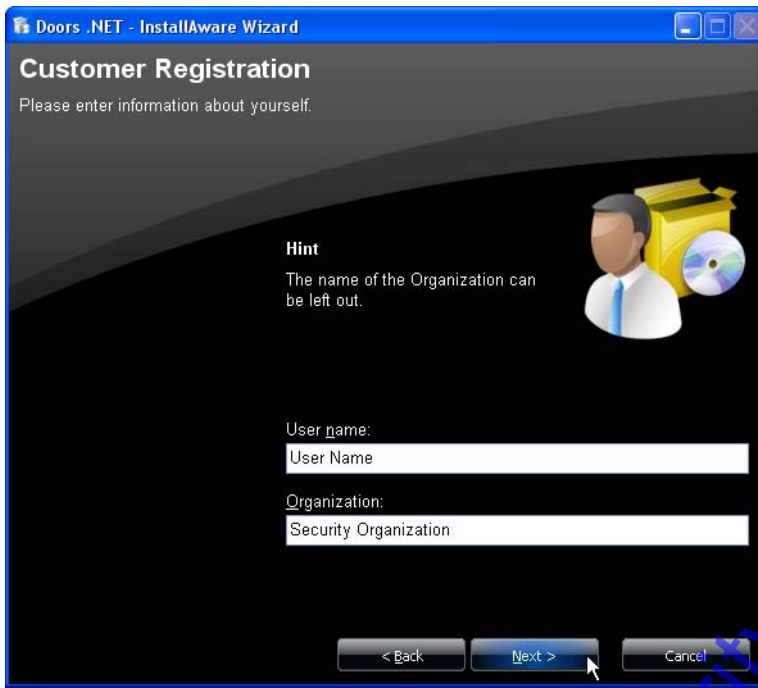 Doors .NET - InstallAware Wizard
Customer Registration
Please enter information about yourself.
Hint
The name of the Organization can
be left out.
User name:
User Name
Organization:
Security Organization
< Back Next > Cancel